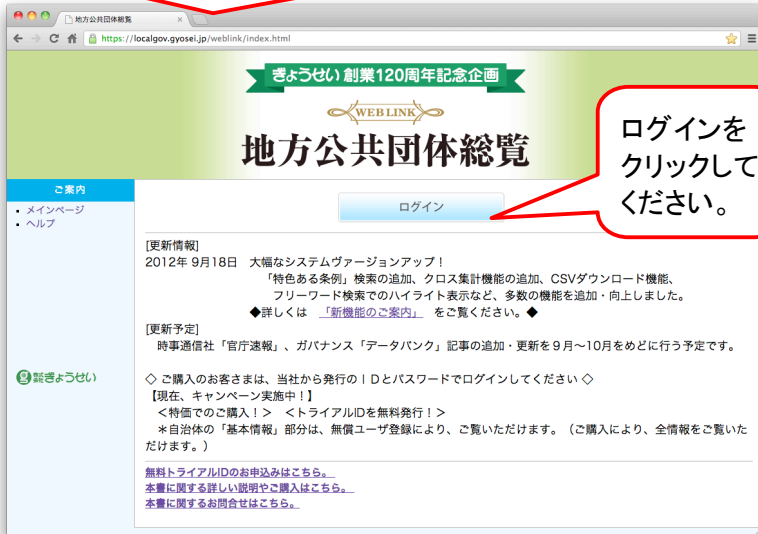 地方公共団体総覧
https://localgov.gyosei.jp/weblink/index.html
ぎょうせい創業120周年記念企画
WEB LINK
地方公共団体総覧
ログインを
クリックして
ください。
ご案内
メインページ
ヘルプ
ログイン
[更新情報]
2012年 9月18日 大幅なシステムヴァージョンアップ！
「特色ある条例」検索の追加、クロス集計機能の追加、CSVダウンロード機能、
フリーワード検索でのハイライト表示など、多数の機能を追加・向上しました。
◆詳しくは 「新機能のご案内」 をご覧ください。◆
[更新予定]
時事通信社「官庁速報」、ガバナンス「データバンク」記事の追加・更新を９月〜10月をめどに行う予定です。
株式会社ぎょうせい
◇ ご購入のお客さまは、当社から発行のＩＤとパスワードでログインしてください ◇
【現在、キャンペーン実施中！】
＜特価でのご購入！＞ ＜トライアルIDを無料発行！＞
＊自治体の「基本情報」部分は、無償ユーザ登録により、ご覧いただけます。（ご購入により、全情報をご覧いた
だけます。）
無料トライアルIDのお申込みはこちら。
本書に関する詳しい説明やご購入はこちら。
本書に関するお問合せはこちら。